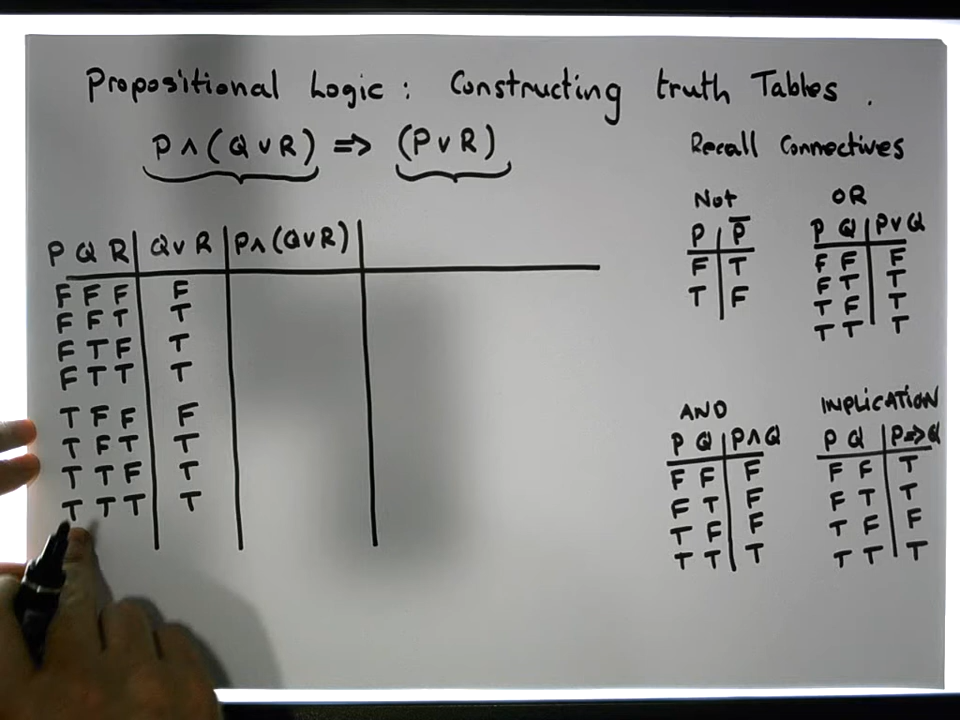 Propositional Logic: Constructing truth Tables.
P ∧ (Q ∨ R) => (P ∨ R)
P Q R | Q ∨ R | P ∧ (Q ∨ R) |
F F F | F
F F T | T
F T F | T
F T T | T
T F F | F
T F T | T
T T F | T
T T T | T
Recall Connectives
Not
P | P̅
F | T
T | F
OR
P Q | P ∨ Q
F F | F
F T | T
T F | T
T T | T
AND
P Q | P ∧ Q
F F | F
F T | F
T F | F
T T | T
IMPLICATION
P Q | P => Q
F F | T
F T | T
T F | F
T T | T